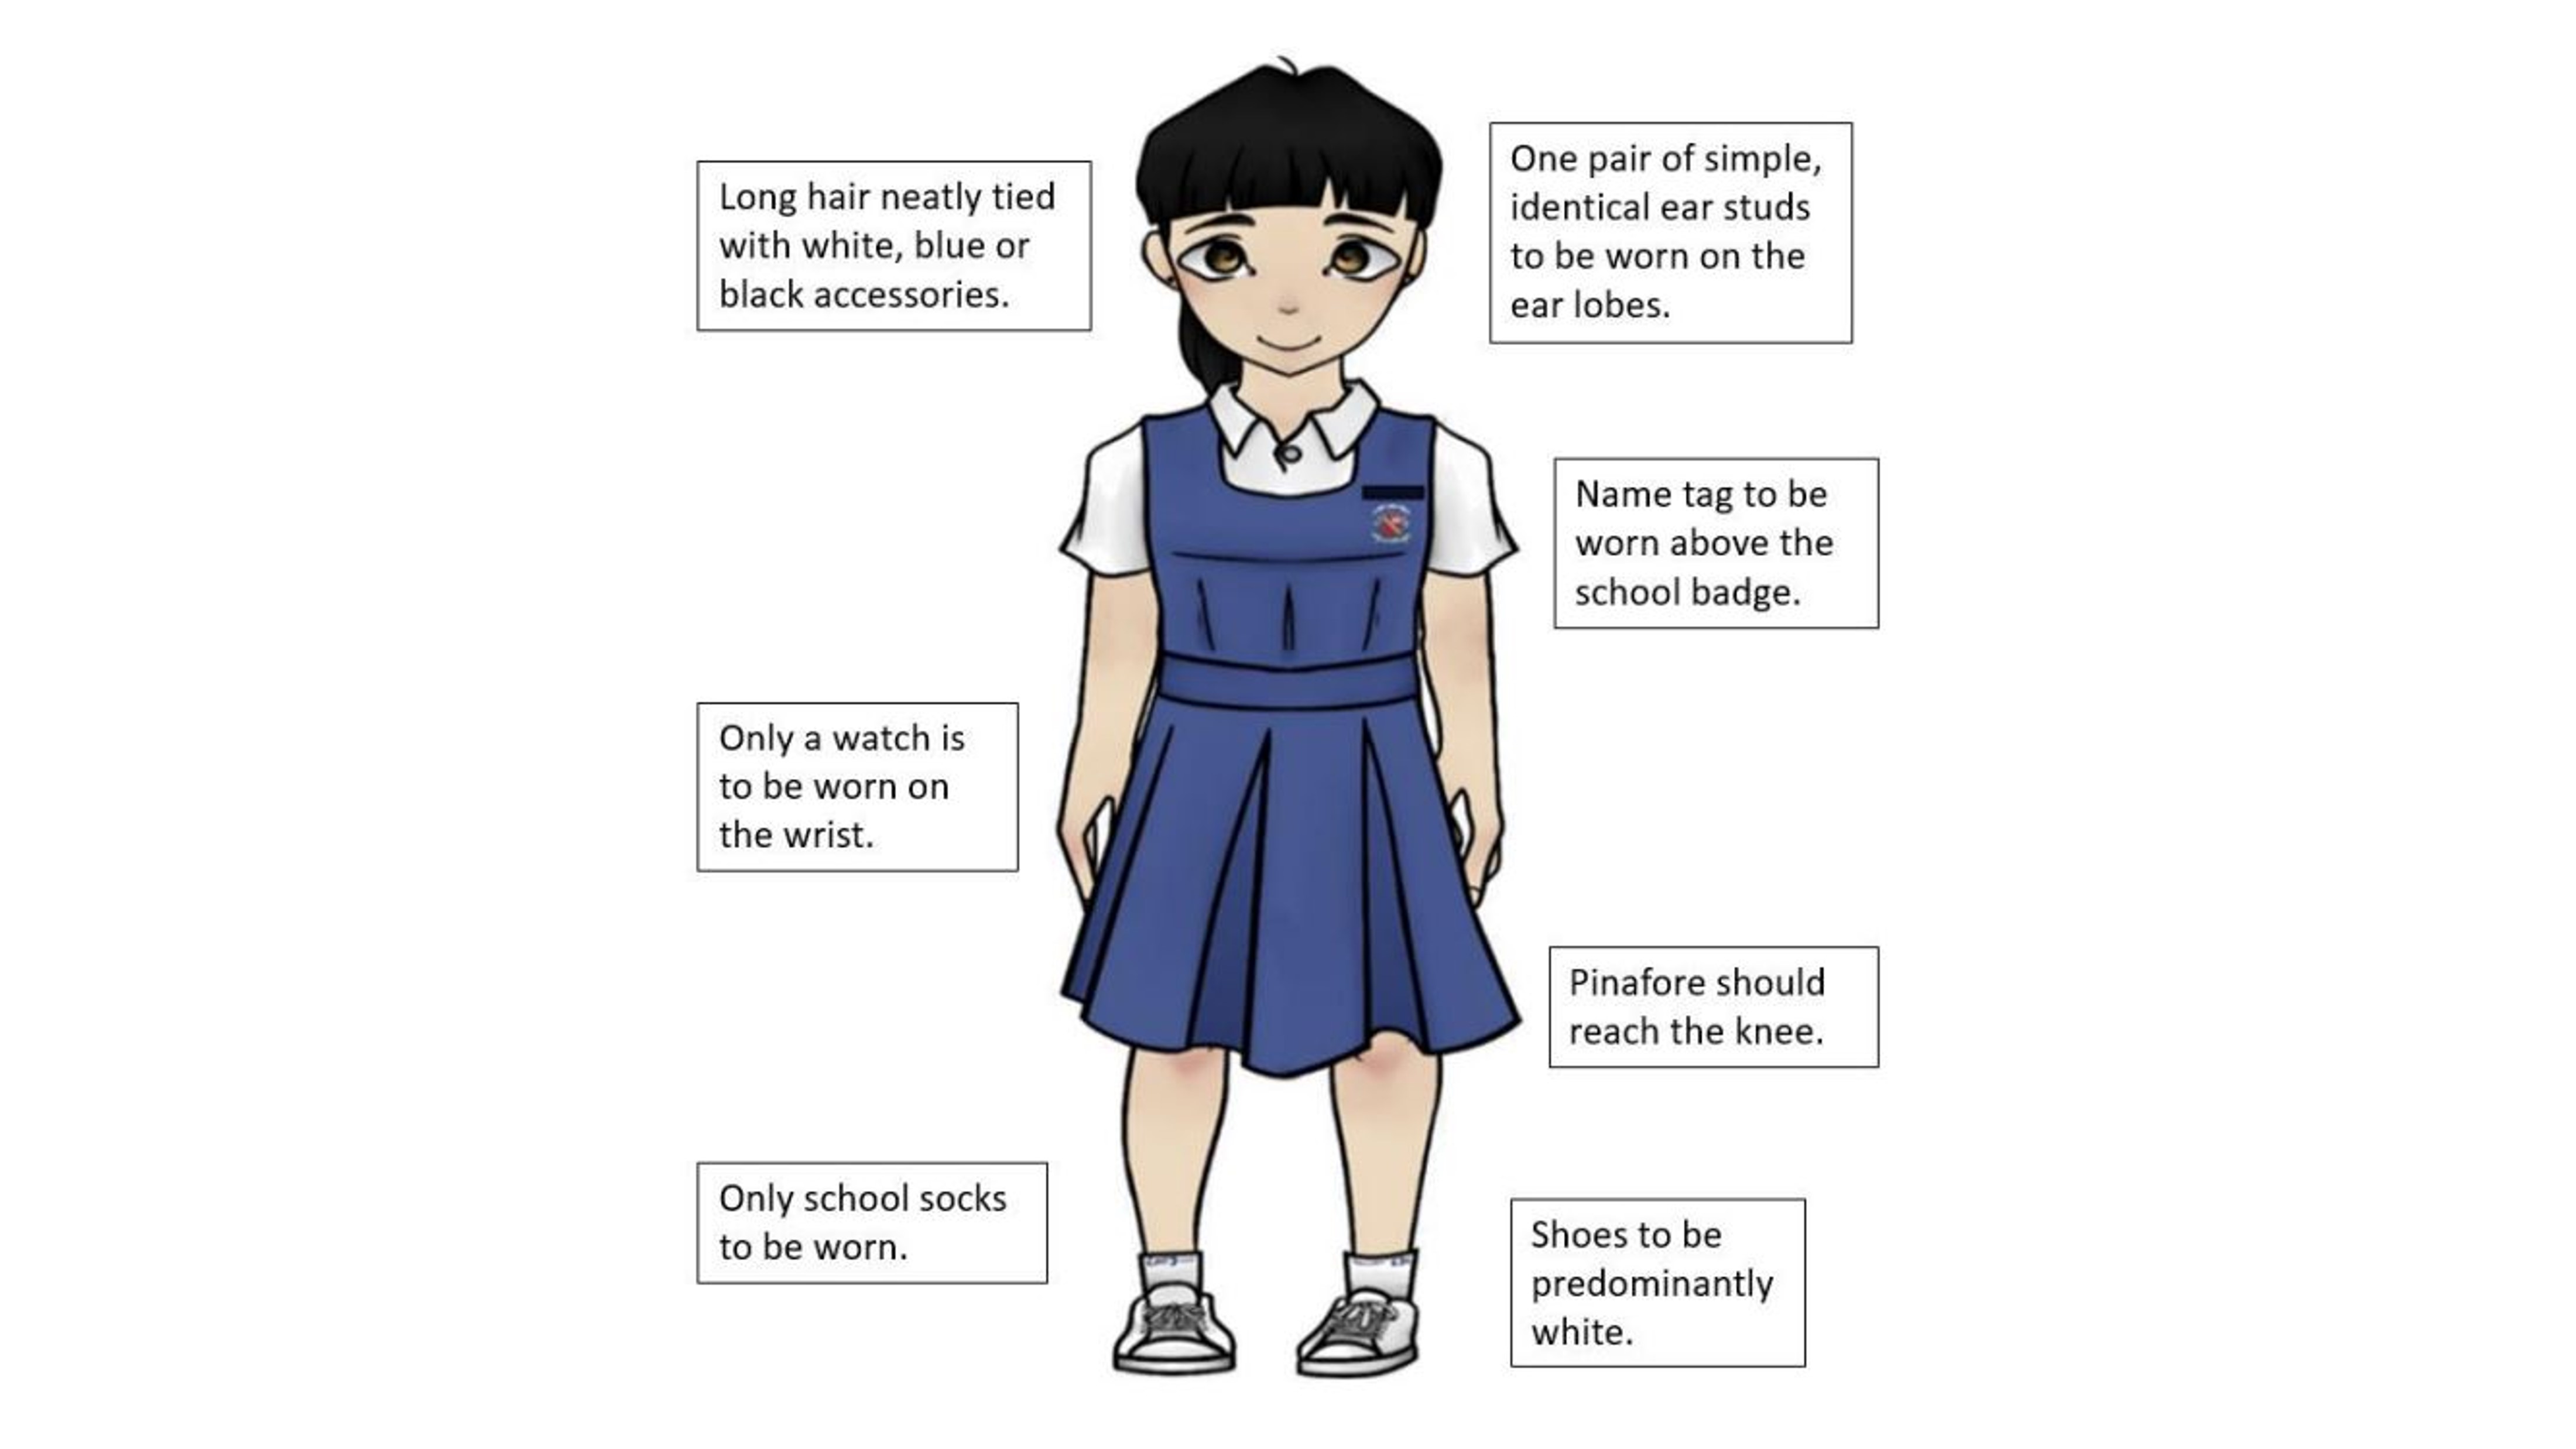 Long hair neatly tied
with white, blue or
black accessories.
One pair of simple,
identical ear studs
to be worn on the
ear lobes.
Name tag to be
worn above the
school badge.
Only a watch is
to be worn on
the wrist.
Pinafore should
reach the knee.
Only school socks
to be worn.
Shoes to be
predominantly
white.